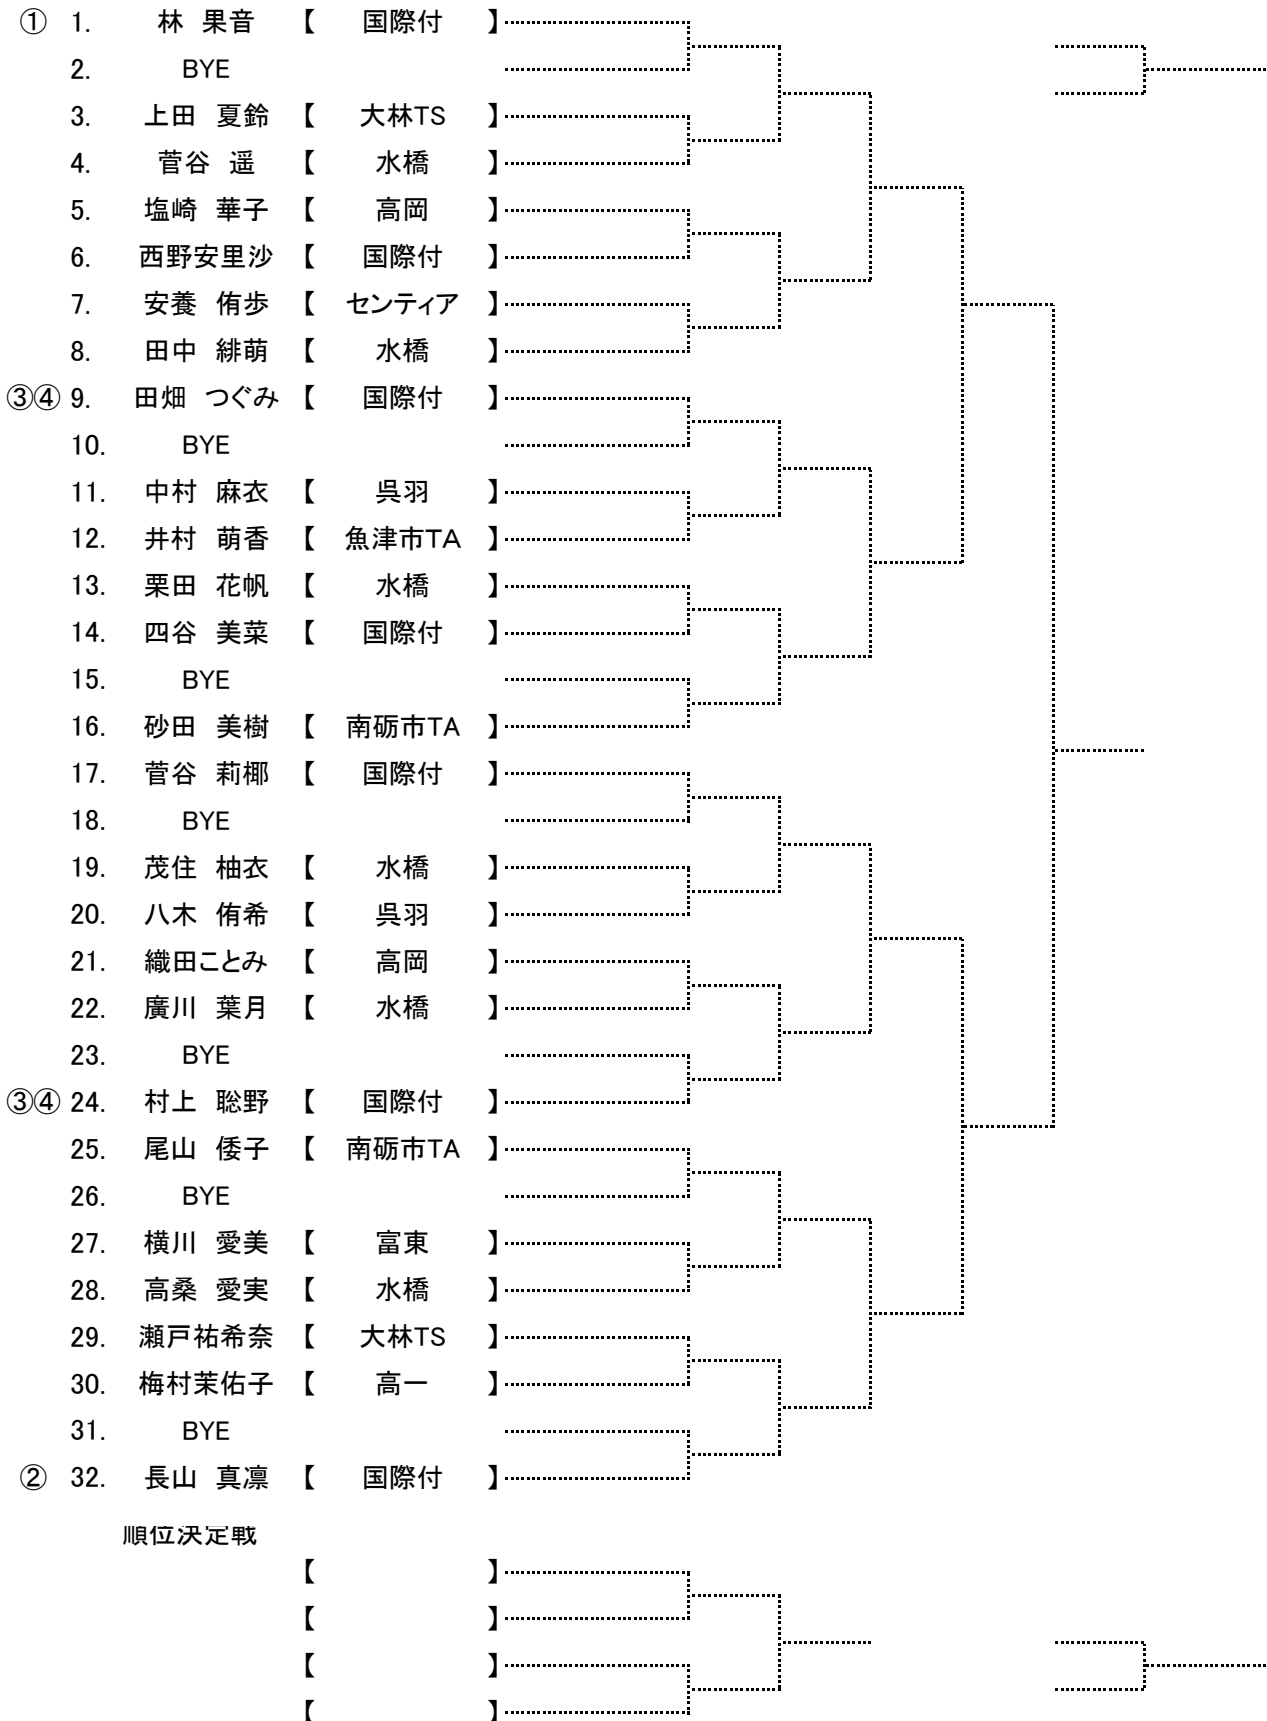 ① 1. 林 果音 【 国際付 】
2. BYE
3. 上田 夏鈴 【 大林TS 】
4. 菅谷 遥 【 水橋 】
5. 塩崎 華子 【 高岡 】
6. 西野安里沙 【 国際付 】
7. 安養 侑歩 【 センティア 】
8. 田中 緋萌 【 水橋 】
③④ 9. 田畑 つぐみ 【 国際付 】
10. BYE
11. 中村 麻衣 【 呉羽 】
12. 井村 萌香 【 魚津市TA 】
13. 栗田 花帆 【 水橋 】
14. 四谷 美菜 【 国際付 】
15. BYE
16. 砂田 美樹 【 南砺市TA 】
17. 菅谷 莉椰 【 国際付 】
18. BYE
19. 茂住 柚衣 【 水橋 】
20. 八木 侑希 【 呉羽 】
21. 織田ことみ 【 高岡 】
22. 廣川 葉月 【 水橋 】
23. BYE
③④ 24. 村上 聡野 【 国際付 】
25. 尾山 倭子 【 南砺市TA 】
26. BYE
27. 横川 愛美 【 富東 】
28. 高桑 愛実 【 水橋 】
29. 瀬戸祐希奈 【 大林TS 】
30. 梅村茉佑子 【 高一 】
31. BYE
② 32. 長山 真凛 【 国際付 】
順位決定戦
【 】
【 】
【 】
【 】